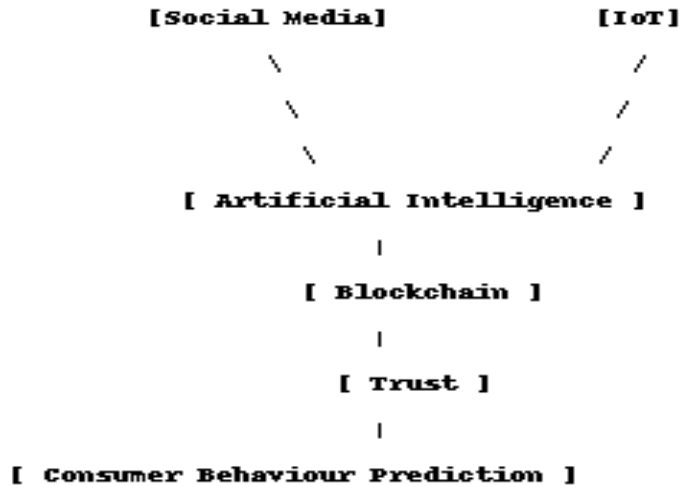 [Social Media] [IoT]
\ /
\ /
\ /
[ Artificial Intelligence ]
|
[ Blockchain ]
|
[ Trust ]
|
[ Consumer Behaviour Prediction ]